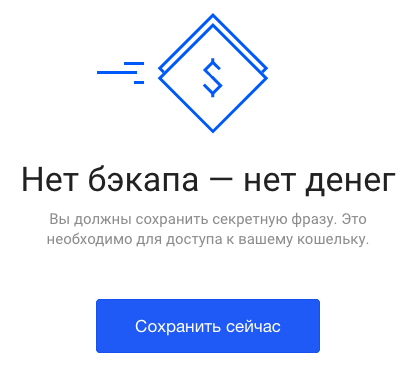 $
Нет бэкапа — нет денег
Вы должны сохранить секретную фразу. Это
необходимо для доступа к вашему кошельку.
Сохранить сейчас